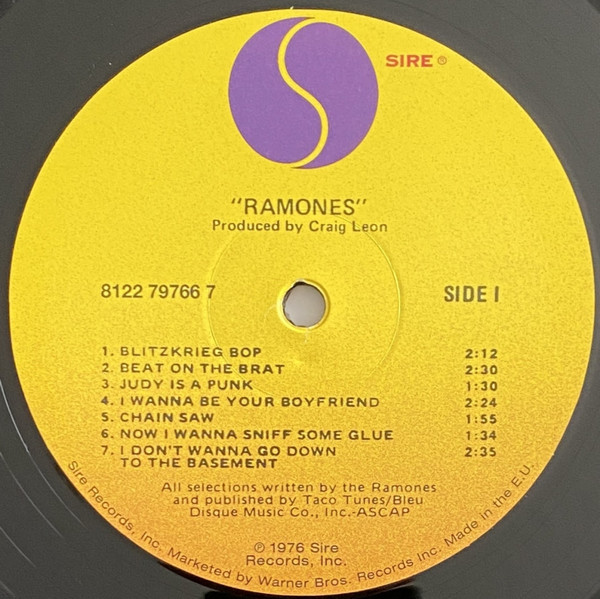 SIRE®
"RAMONES"
Produced by Craig Leon
8122 79766 7
SIDE I
1. BLITZKRIEG BOP 2:12
2. BEAT ON THE BRAT 2:30
3. JUDY IS A PUNK 1:30
4. I WANNA BE YOUR BOYFRIEND 2:24
5. CHAIN SAW 1:55
6. NOW I WANNA SNIFF SOME GLUE 1:34
7. I DON'T WANNA GO DOWN 2:35
TO THE BASEMENT
All selections written by the Ramones
and published by Taco Tunes/Bleu
Disque Music Co., Inc.-ASCAP
℗ 1976 Sire
Records, Inc.
Sire Records, Inc. Marketed by Warner Bros. Records Inc. Made in the E.U.